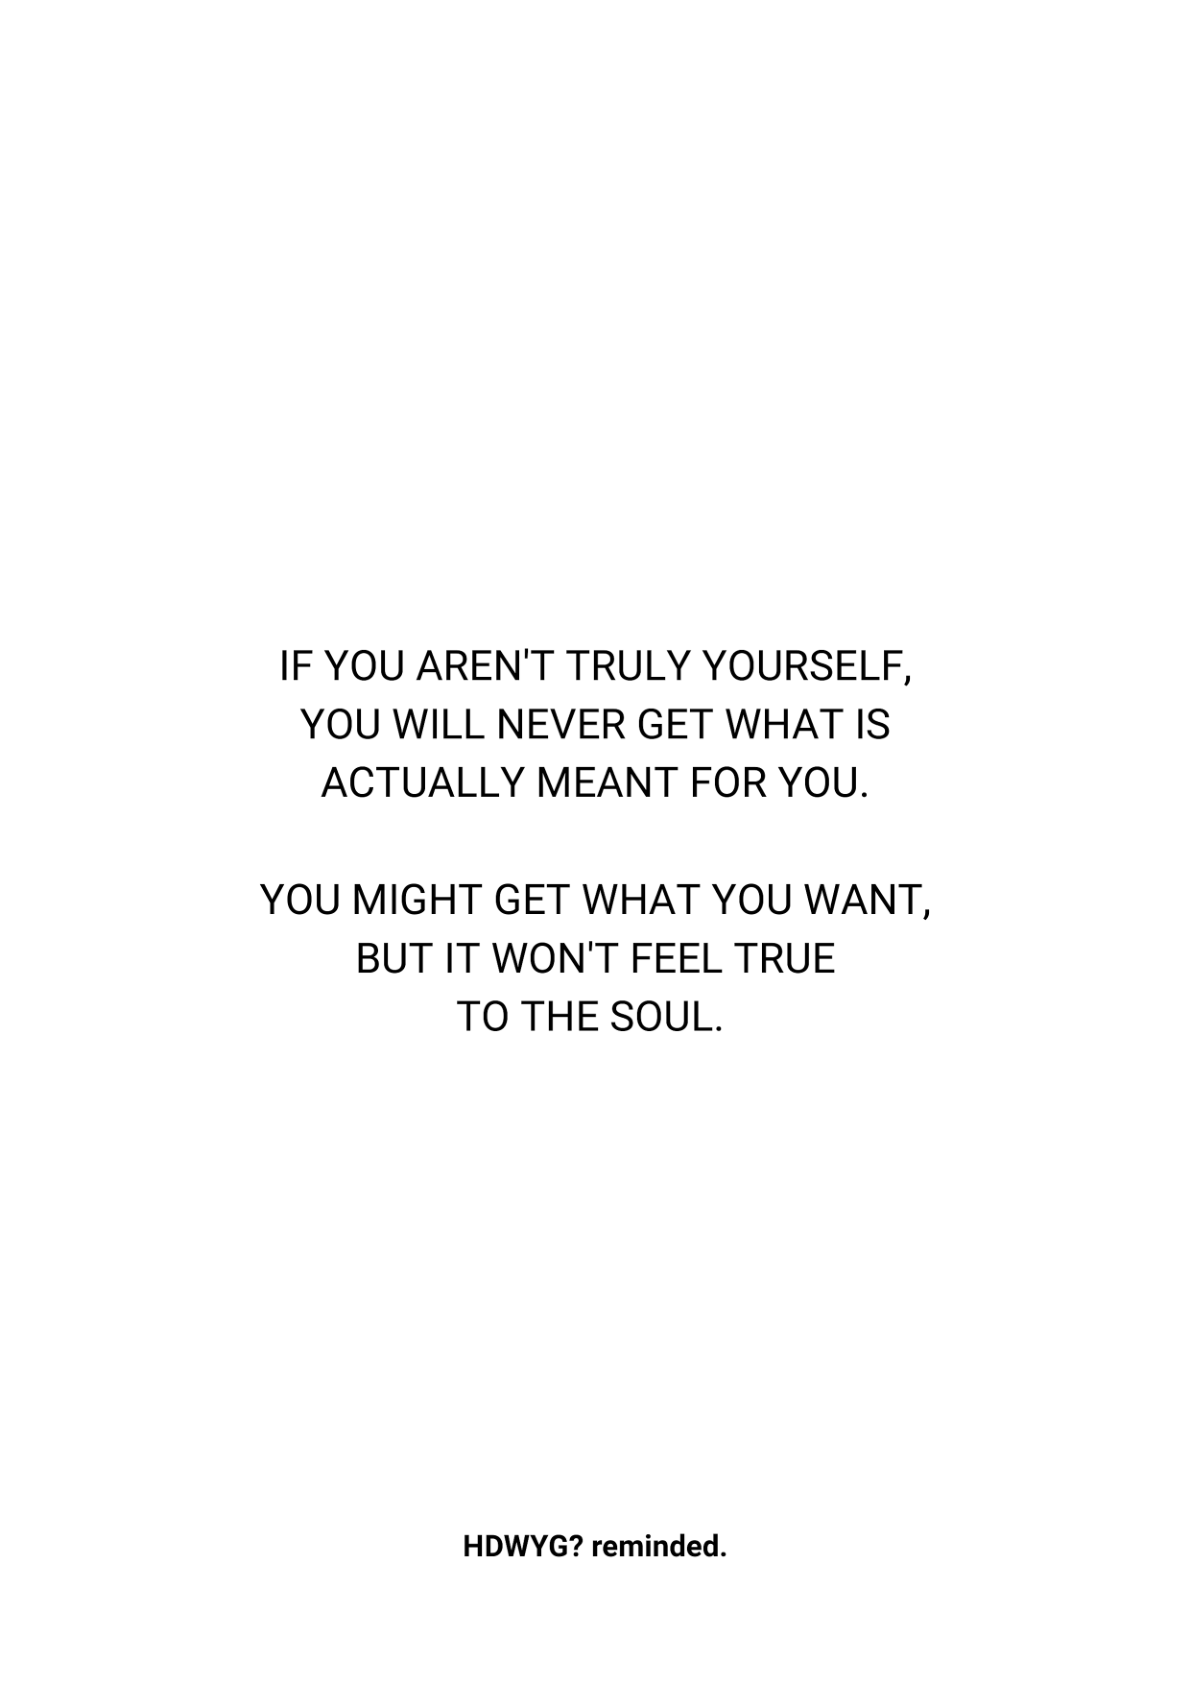 IF YOU AREN'T TRULY YOURSELF,
YOU WILL NEVER GET WHAT IS
ACTUALLY MEANT FOR YOU.
YOU MIGHT GET WHAT YOU WANT,
BUT IT WON'T FEEL TRUE
TO THE SOUL.
HDWYG? reminded.